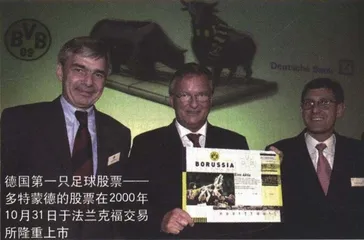 BVB
09
Deutsche Bank
BORUSSIA
德国第一只足球股票——
多特蒙德的股票在2000年
10月31日于法兰克福交易
所隆重上市